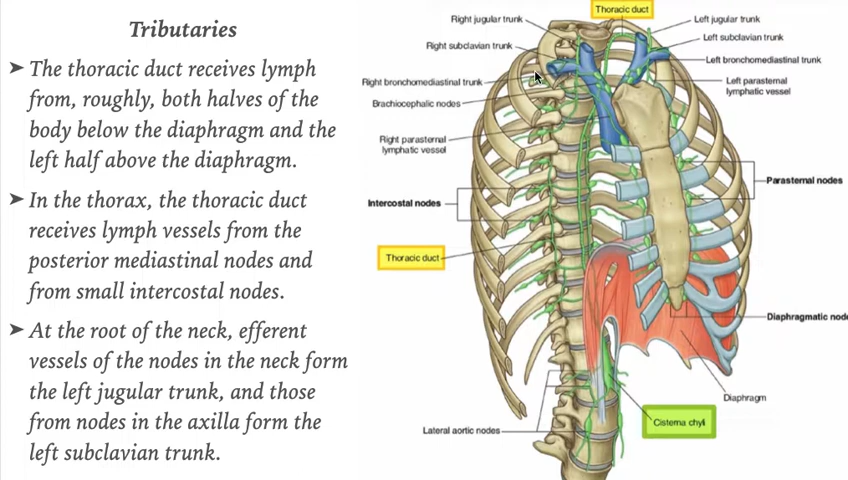 Tributaries
➤ The thoracic duct receives lymph
from, roughly, both halves of the
body below the diaphragm and the
left half above the diaphragm.
➤ In the thorax, the thoracic duct
receives lymph vessels from the
posterior mediastinal nodes and
from small intercostal nodes.
➤ At the root of the neck, efferent
vessels of the nodes in the neck form
the left jugular trunk, and those
from nodes in the axilla form the
left subclavian trunk.
Thoracic duct
Right jugular trunk
Right subclavian trunk
Right bronchomediastinal trunk
Brachiocephalic nodes
Right parasternal
lymphatic vessel
Intercostal nodes
Thoracic duct
Lateral aortic nodes
Left jugular trunk
Left subclavian trunk
Left bronchomediastinal trunk
Left parasternal
lymphatic vessel
Parasternal nodes
Diaphragmatic node
Diaphragm
Cisterna chyli